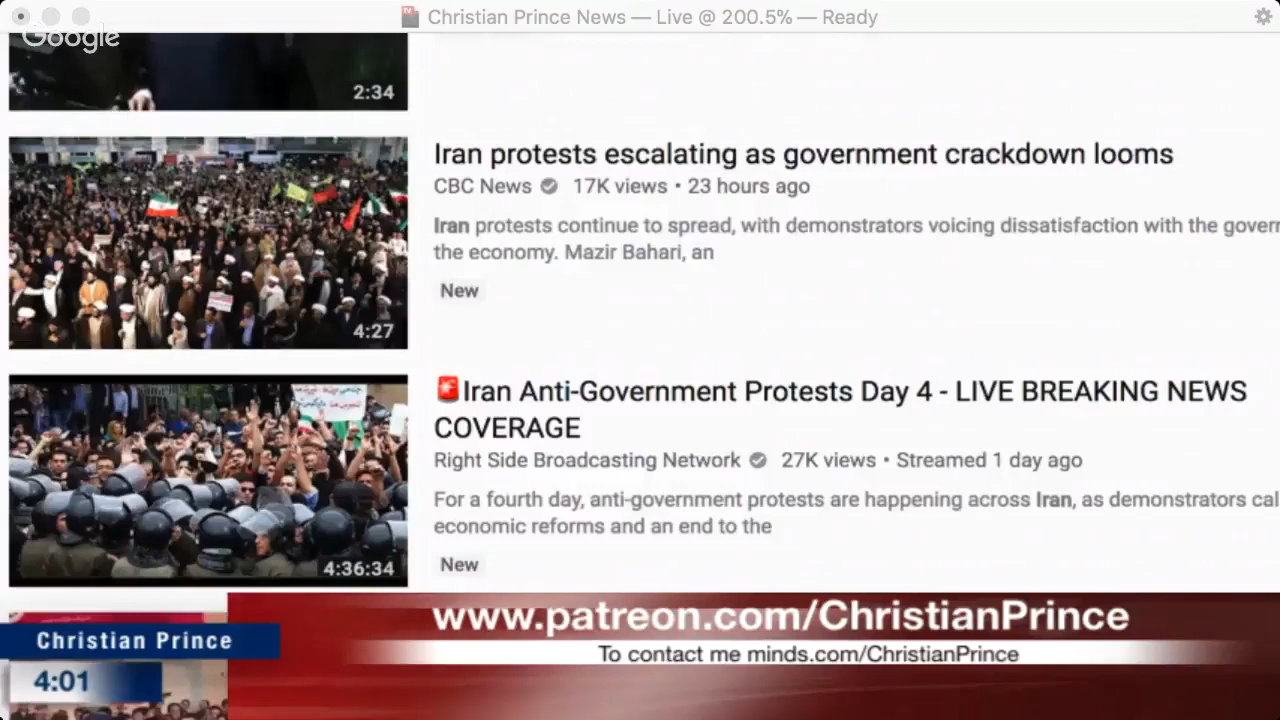 Christian Prince News — Live @ 200.5% — Ready
Google
2:34
Iran protests escalating as government crackdown looms
CBC News 17K views • 23 hours ago
Iran protests continue to spread, with demonstrators voicing dissatisfaction with the
the economy. Mazir Bahari, an
New
4:27
Iran Anti-Government Protests Day 4 - LIVE BREAKING NEWS
COVERAGE
Right Side Broadcasting Network 27K views • Streamed 1 day ago
For a fourth day, anti-government protests are happening across Iran, as demonstrators
economic reforms and an end to the
New
4:36:34
www.patreon.com/ChristianPrince
Christian Prince
To contact me minds.com/ChristianPrince
4:01